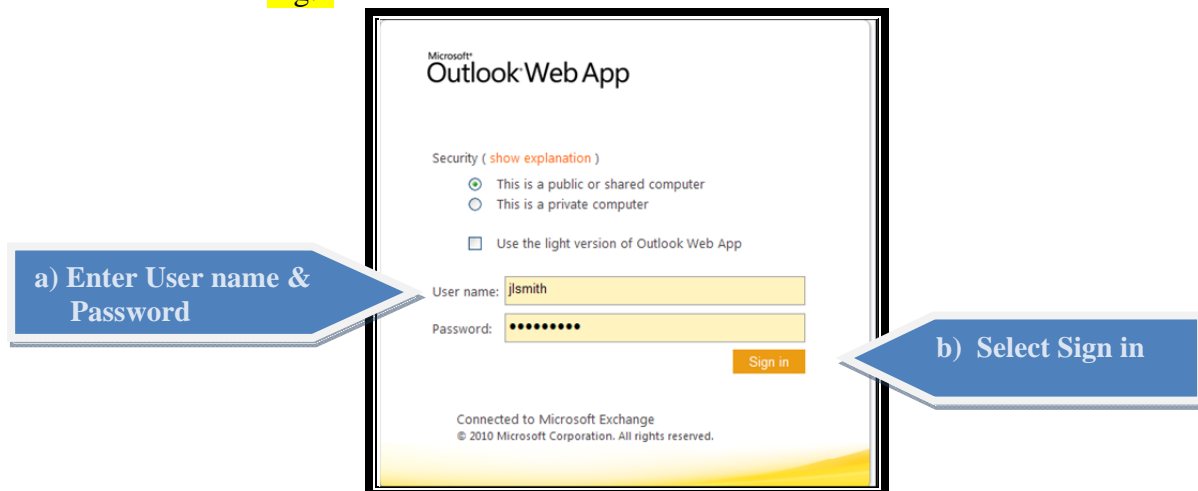 Microsoft®
Outlook Web App
Security ( show explanation )
This is a public or shared computer
This is a private computer
Use the light version of Outlook Web App
a) Enter User name &
Password
User name: jlsmith
Password: •••••••••
Sign in
b) Select Sign in
Connected to Microsoft Exchange
© 2010 Microsoft Corporation. All rights reserved.